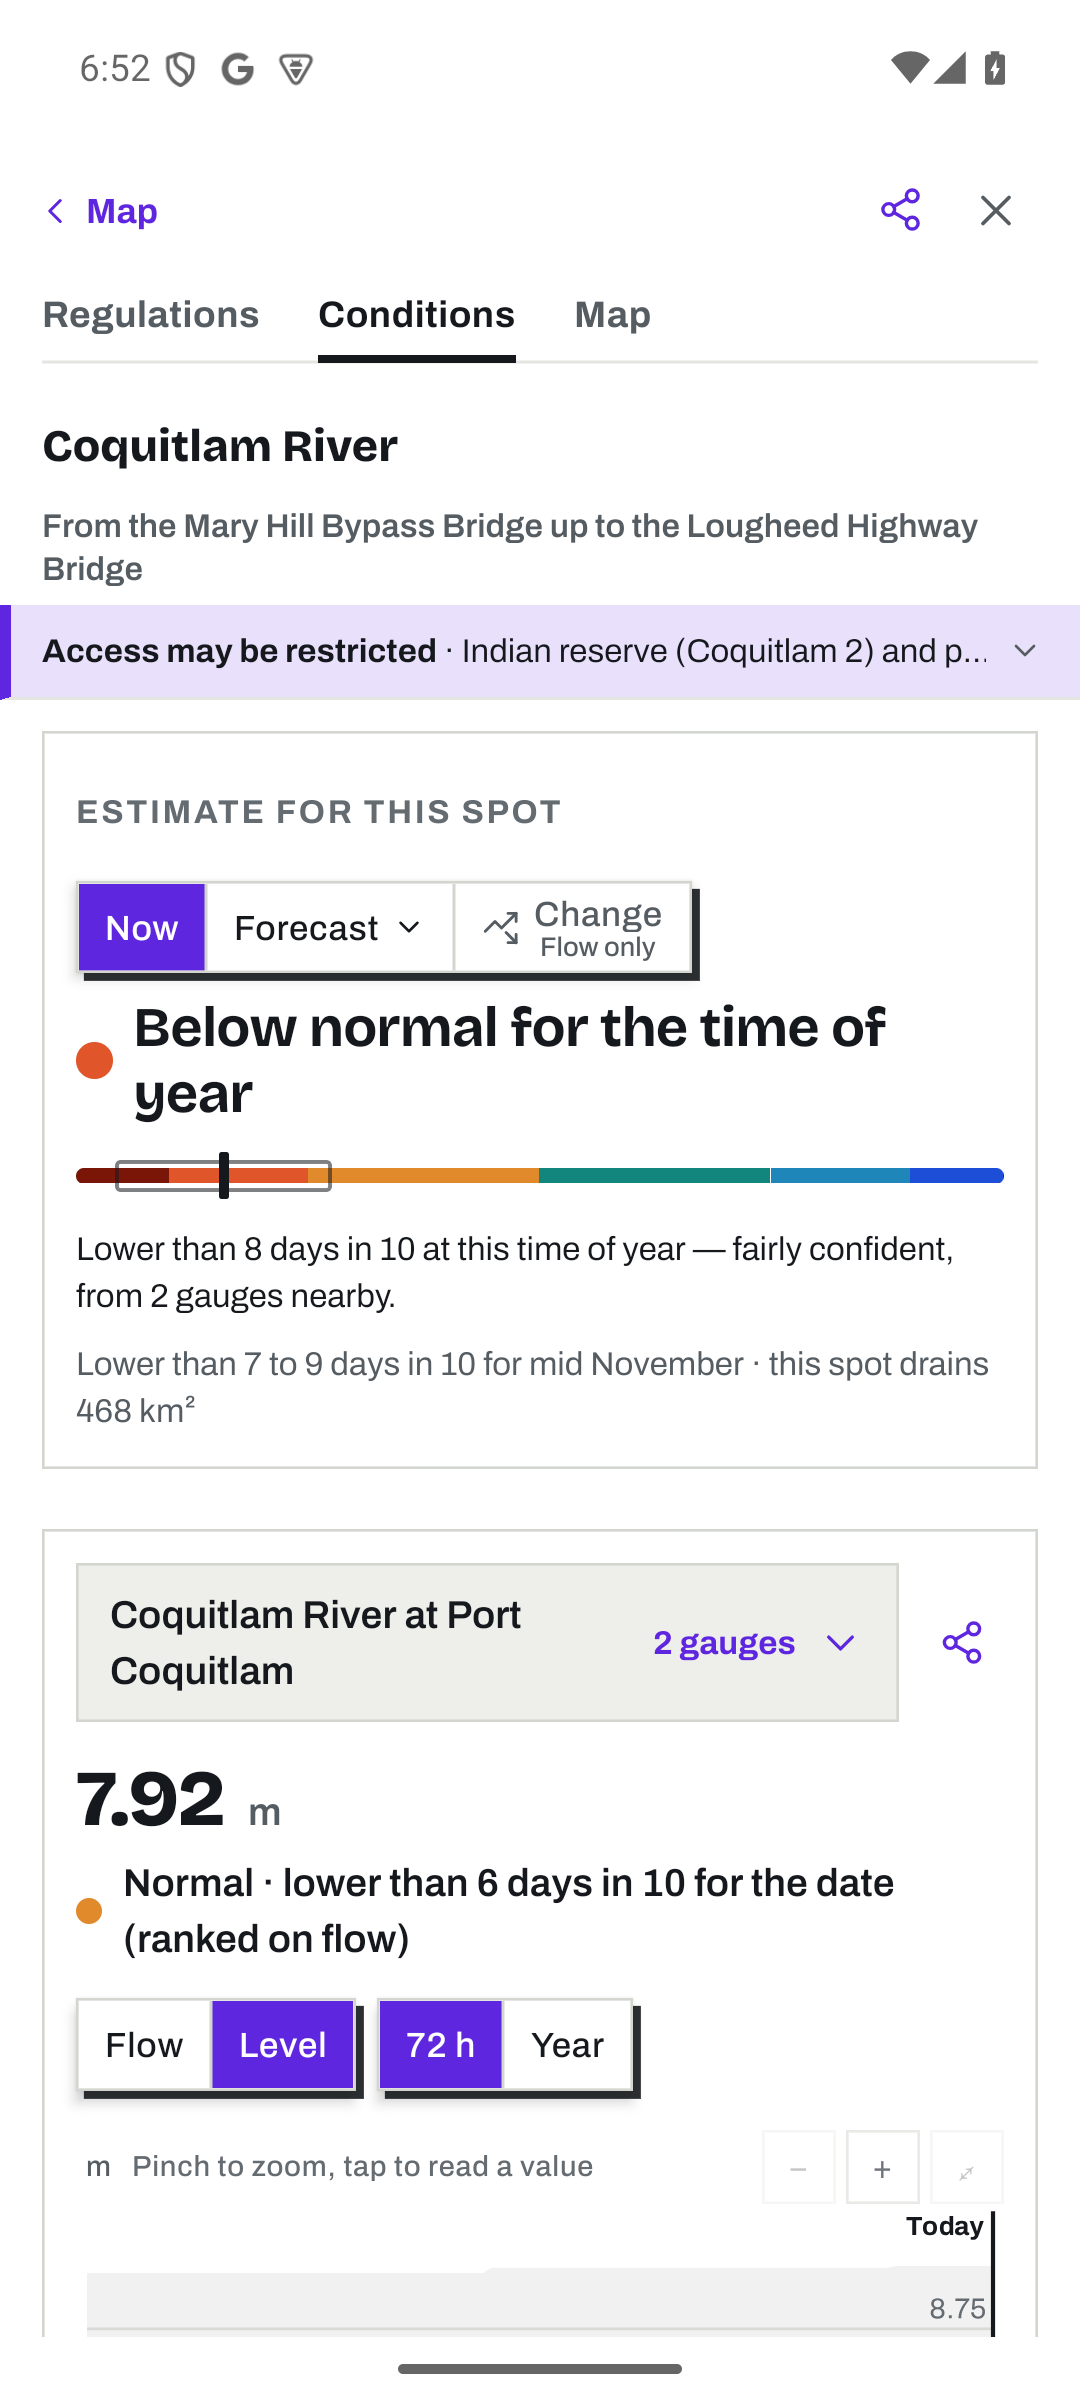 6:52
Map
Regulations Conditions Map
Coquitlam River
From the Mary Hill Bypass Bridge up to the Lougheed Highway
Bridge
Access may be restricted · Indian reserve (Coquitlam 2) and p...
ESTIMATE FOR THIS SPOT
Now Forecast Change
Flow only
Below normal for the time of
year
Lower than 8 days in 10 at this time of year — fairly confident,
from 2 gauges nearby.
Lower than 7 to 9 days in 10 for mid November · this spot drains
468 km²
Coquitlam River at Port
Coquitlam
2 gauges
7.92 m
Normal · lower than 6 days in 10 for the date
(ranked on flow)
Flow Level 72 h Year
m Pinch to zoom, tap to read a value − +
Today
8.75